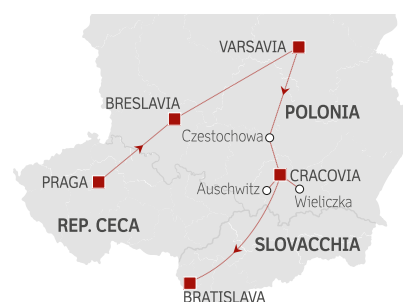 VARSAVIA
BRESLAVIA
POLONIA
Czestochowa
PRAGA
CRACOVIA
Auschwitz
Wieliczka
REP. CECA
SLOVACCHIA
BRATISLAVA